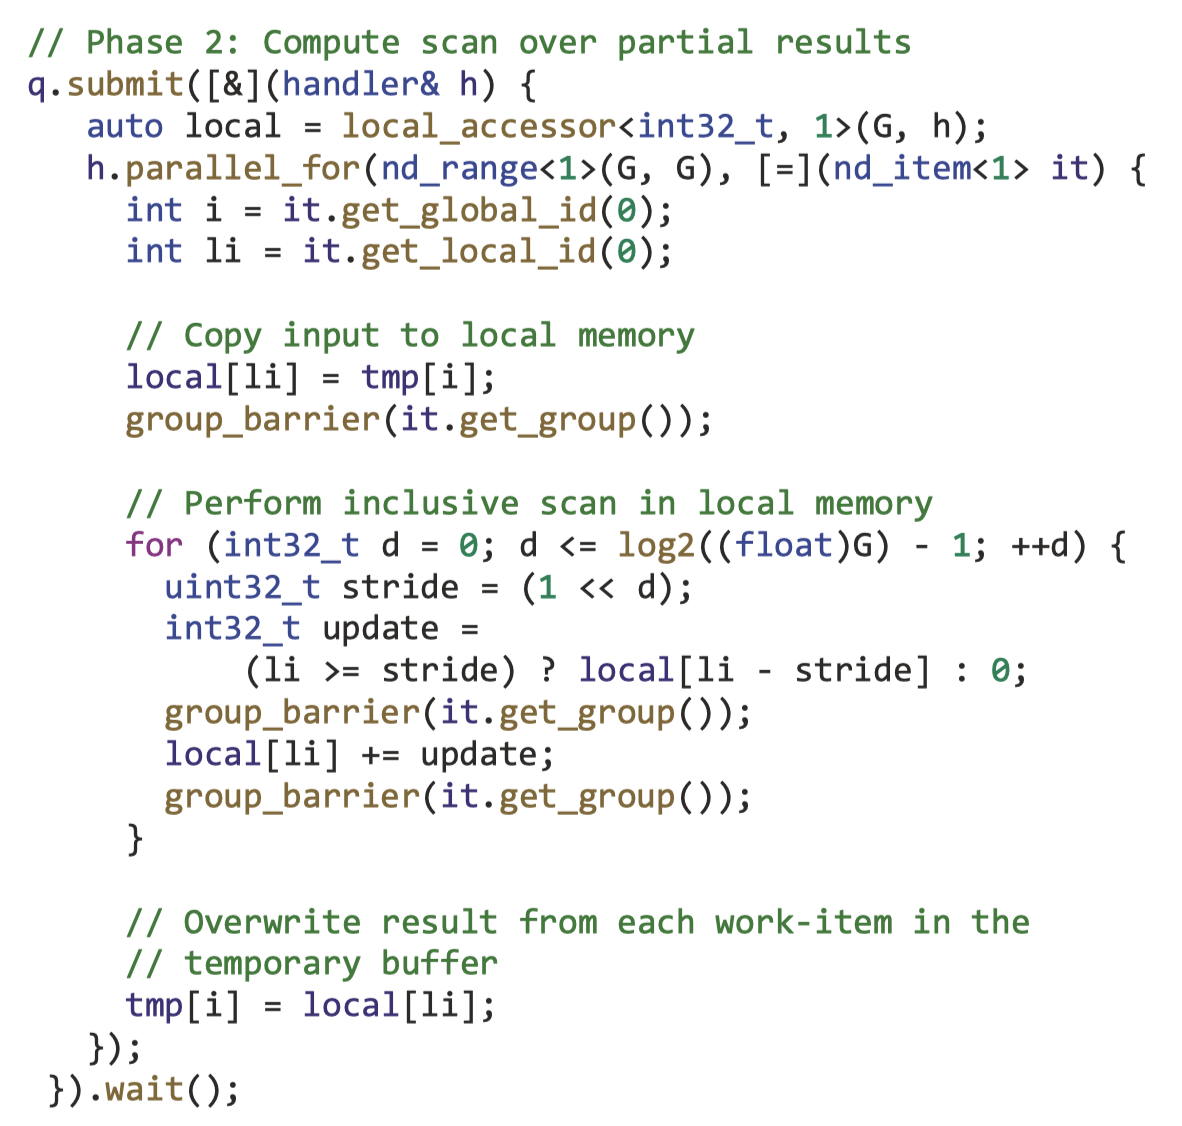 // Phase 2: Compute scan over partial results
q.submit([&](handler& h) {
   auto local = local_accessor<int32_t, 1>(G, h);
   h.parallel_for(nd_range<1>(G, G), [=](nd_item<1> it) {
     int i = it.get_global_id(0);
     int li = it.get_local_id(0);

     // Copy input to local memory
     local[li] = tmp[i];
     group_barrier(it.get_group());

     // Perform inclusive scan in local memory
     for (int32_t d = 0; d <= log2((float)G) - 1; ++d) {
       uint32_t stride = (1 << d);
       int32_t update =
           (li >= stride) ? local[li - stride] : 0;
       group_barrier(it.get_group());
       local[li] += update;
       group_barrier(it.get_group());
     }

     // Overwrite result from each work-item in the
     // temporary buffer
     tmp[i] = local[li];
   });
 }).wait();